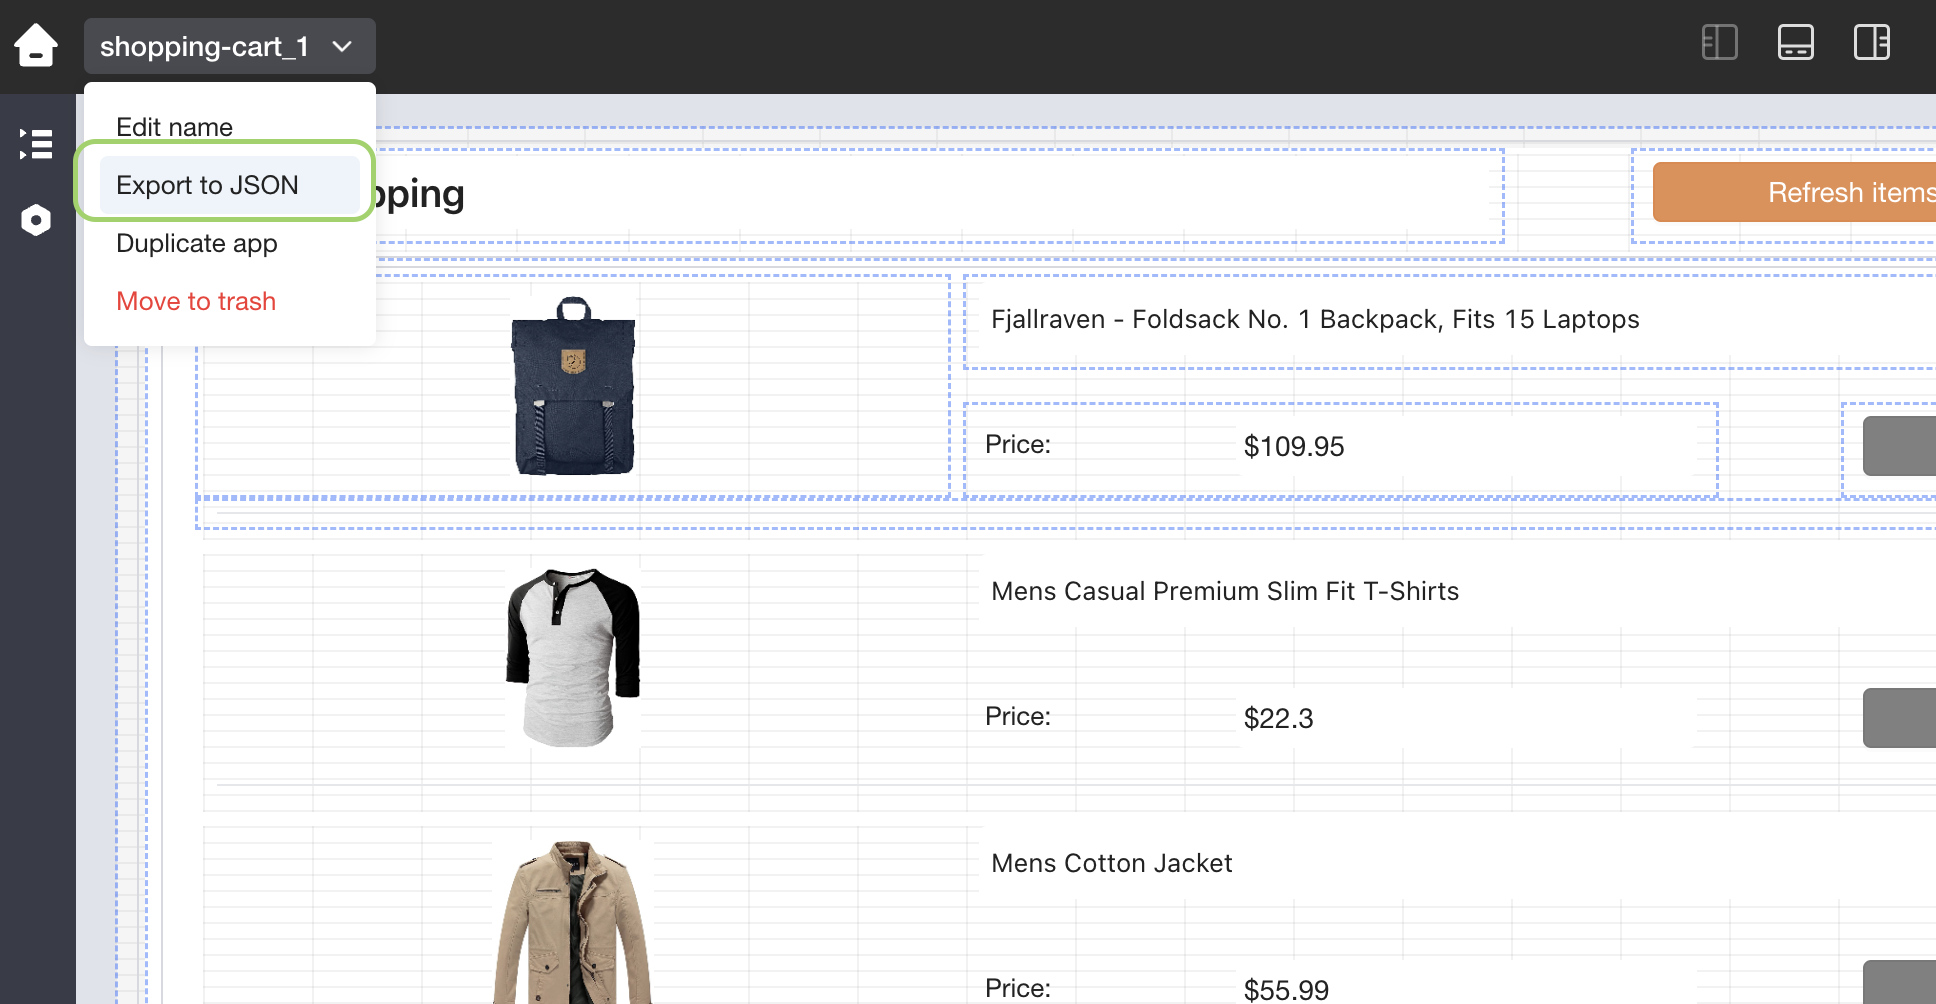 shopping-cart_1
Edit name
Export to JSON
Duplicate app
Move to trash
Refresh items
Fjallraven - Foldsack No. 1 Backpack, Fits 15 Laptops
Price: $109.95
Mens Casual Premium Slim Fit T-Shirts
Price: $22.3
Mens Cotton Jacket
Price: $55.99